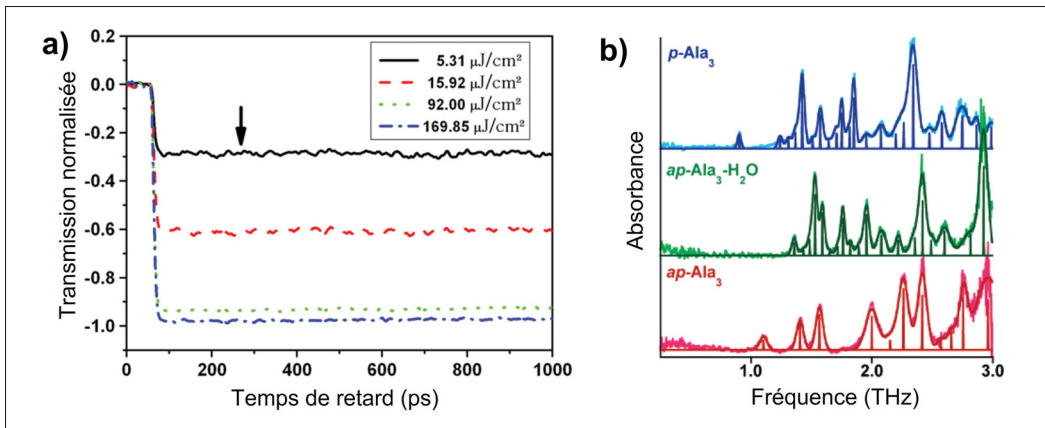 a)
Transmission normalisée
0.2
0.0
-0.2
-0.4
-0.6
-0.8
-1.0
5.31 μJ/cm²
15.92 μJ/cm²
92.00 μJ/cm²
169.85 μJ/cm²
0
200
400
600
800
1000
Temps de retard (ps)
b)
Absorbance
p-Ala₃
ap-Ala₃-H₂O
ap-Ala₃
1.0
2.0
3.0
Fréquence (THz)